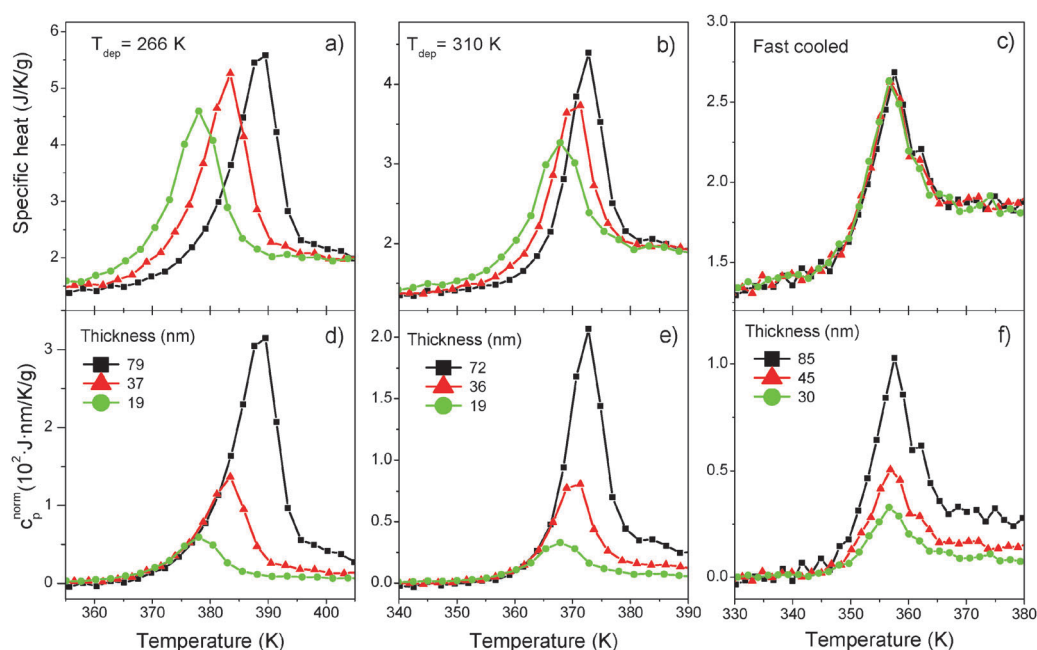 T_dep = 266 K a)
T_dep = 310 K b)
Fast cooled c)
Specific heat (J/K/g)
6
5
4
3
2
1
4
3
2
3.0
2.5
2.0
1.5
Thickness (nm) d)
79
37
19
Thickness (nm) e)
72
36
19
Thickness (nm) f)
85
45
30
c_p^norm (10^2·J·nm/K/g)
3
2
1
0
2.0
1.5
1.0
0.5
0.0
1.0
0.5
0.0
360 370 380 390 400
340 350 360 370 380 390
330 340 350 360 370 380
Temperature (K)
Temperature (K)
Temperature (K)